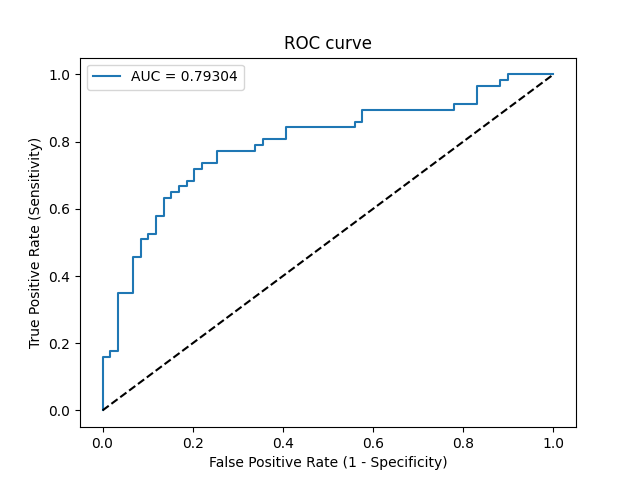 ROC curve
AUC = 0.79304
1.0
0.8
0.6
0.4
0.2
0.0
True Positive Rate (Sensitivity)
0.0 0.2 0.4 0.6 0.8 1.0
False Positive Rate (1 - Specificity)